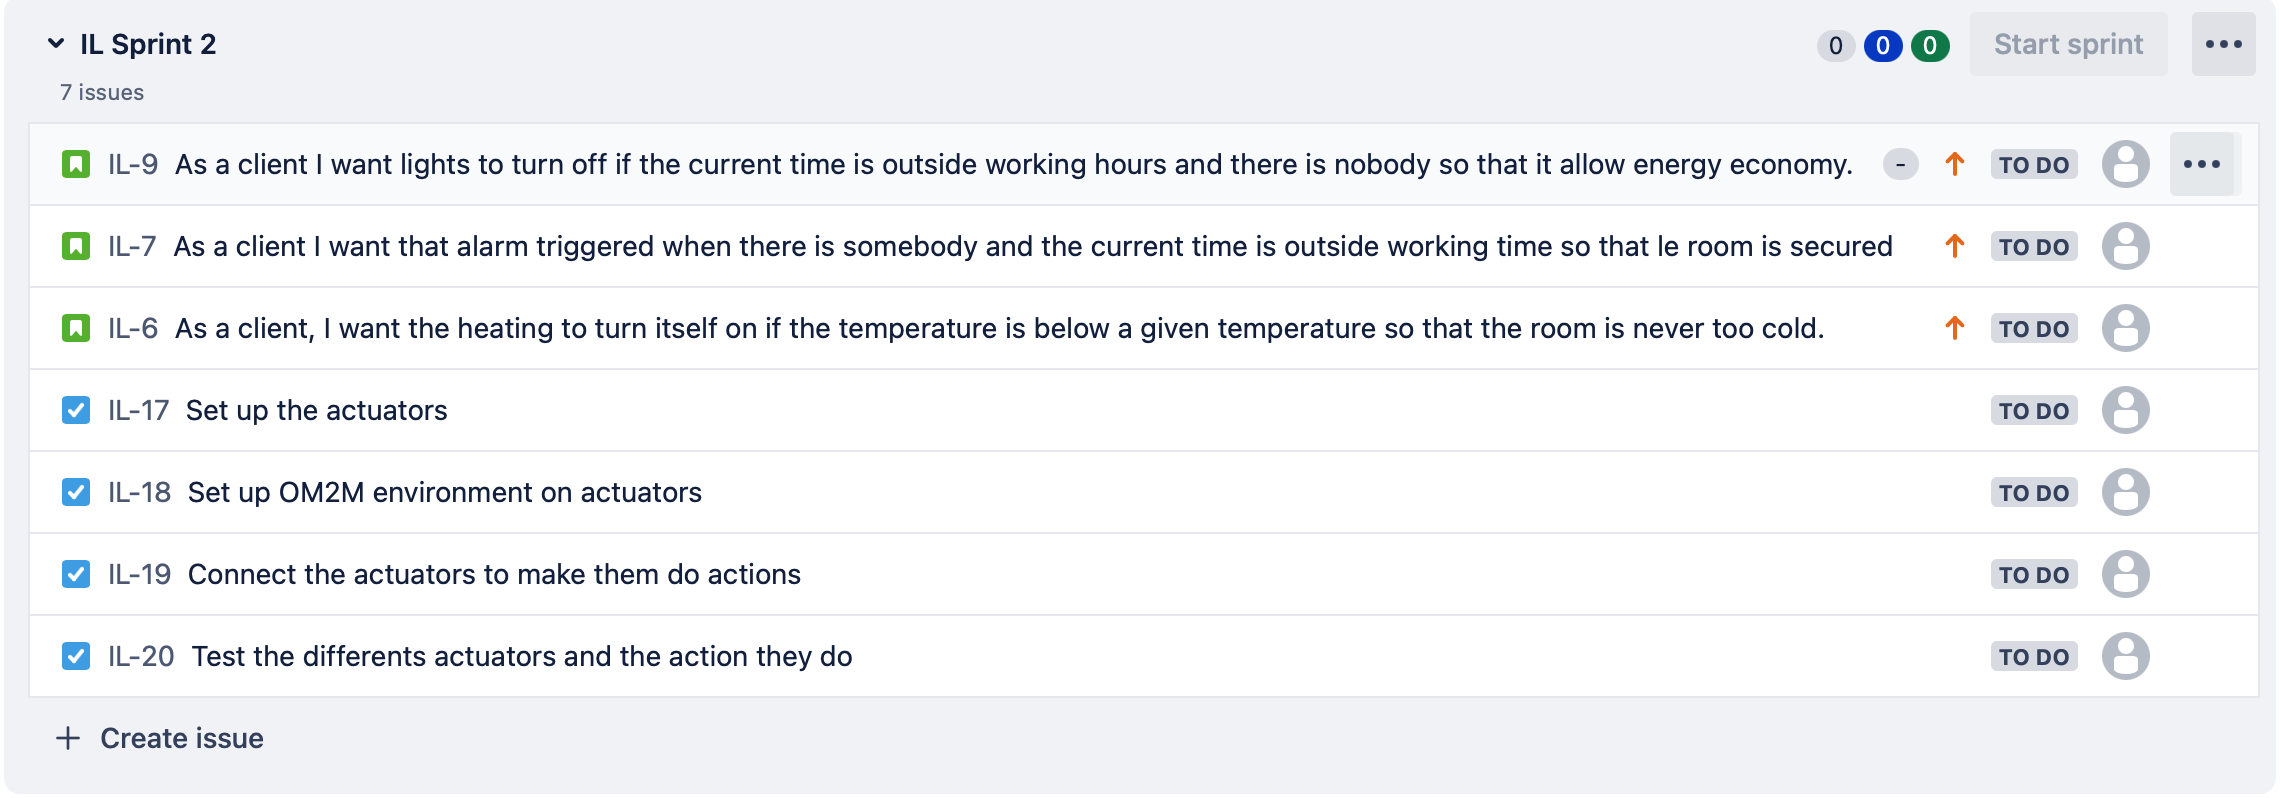 IL Sprint 2 0 0 0 Start sprint
7 issues
IL-9 As a client I want lights to turn off if the current time is outside working hours and there is nobody so that it allow energy economy. - TO DO
IL-7 As a client I want that alarm triggered when there is somebody and the current time is outside working time so that le room is secured TO DO
IL-6 As a client, I want the heating to turn itself on if the temperature is below a given temperature so that the room is never too cold. TO DO
IL-17 Set up the actuators TO DO
IL-18 Set up OM2M environment on actuators TO DO
IL-19 Connect the actuators to make them do actions TO DO
IL-20 Test the differents actuators and the action they do TO DO
Create issue